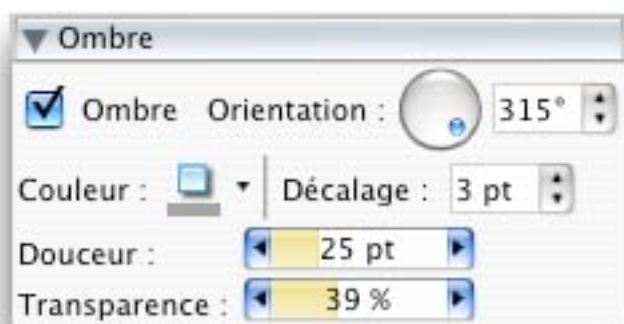 Ombre
Ombre Orientation : 315°
Couleur : Décalage : 3 pt
Douceur : 25 pt
Transparence : 39 %